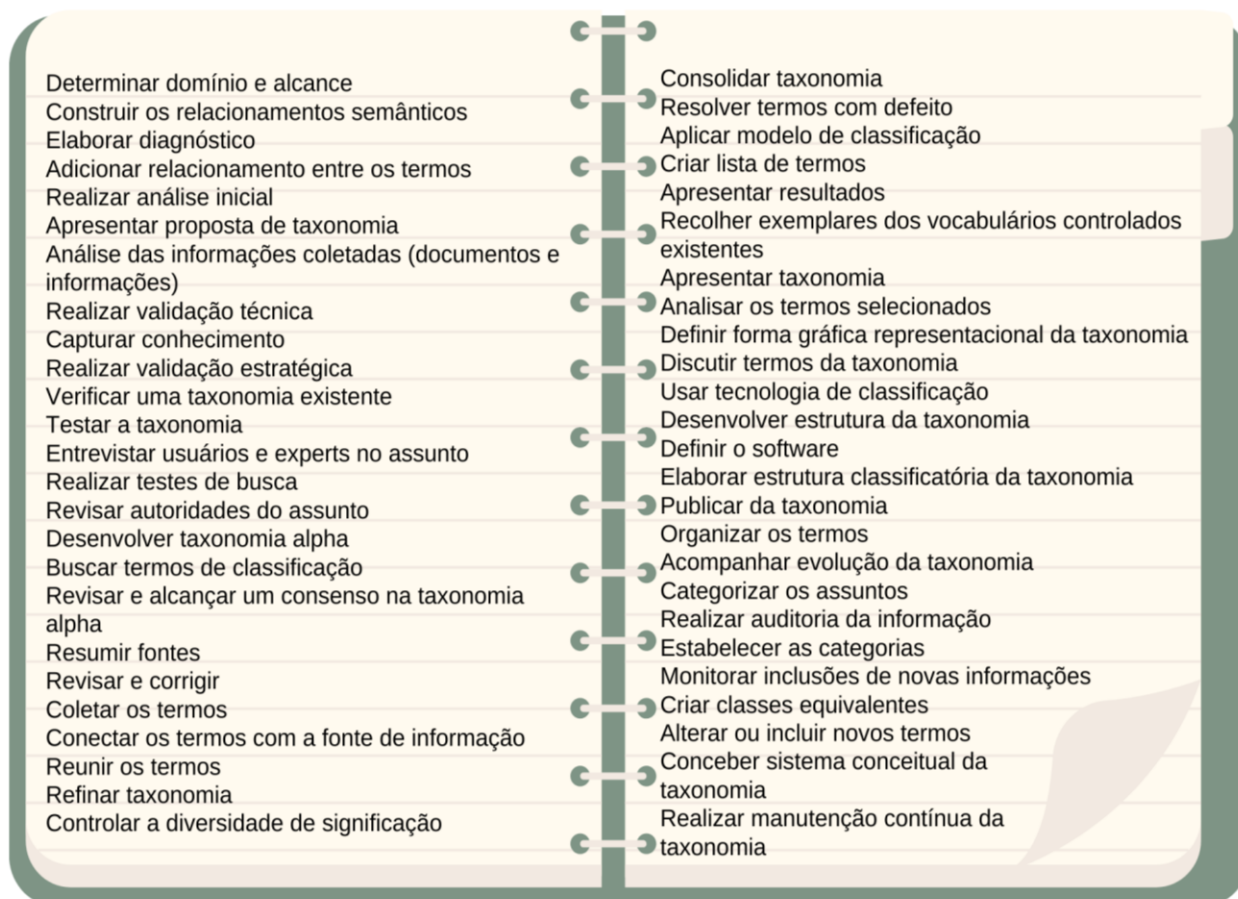 Determinar domínio e alcance
Construir os relacionamentos semânticos
Elaborar diagnóstico
Adicionar relacionamento entre os termos
Realizar análise inicial
Apresentar proposta de taxonomia
Análise das informações coletadas (documentos e
informações)
Realizar validação técnica
Capturar conhecimento
Realizar validação estratégica
Verificar uma taxonomia existente
Testar a taxonomia
Entrevistar usuários e experts no assunto
Realizar testes de busca
Revisar autoridades do assunto
Desenvolver taxonomia alpha
Buscar termos de classificação
Revisar e alcançar um consenso na taxonomia
alpha
Resumir fontes
Revisar e corrigir
Coletar os termos
Conectar os termos com a fonte de informação
Reunir os termos
Refinar taxonomia
Controlar a diversidade de significação
Consolidar taxonomia
Resolver termos com defeito
Aplicar modelo de classificação
Criar lista de termos
Apresentar resultados
Recolher exemplares dos vocabulários controlados
existentes
Apresentar taxonomia
Analisar os termos selecionados
Definir forma gráfica representacional da taxonomia
Discutir termos da taxonomia
Usar tecnologia de classificação
Desenvolver estrutura da taxonomia
Definir o software
Elaborar estrutura classificatória da taxonomia
Publicar da taxonomia
Organizar os termos
Acompanhar evolução da taxonomia
Categorizar os assuntos
Realizar auditoria da informação
Estabelecer as categorias
Monitorar inclusões de novas informações
Criar classes equivalentes
Alterar ou incluir novos termos
Conceber sistema conceitual da
taxonomia
Realizar manutenção contínua da
taxonomia